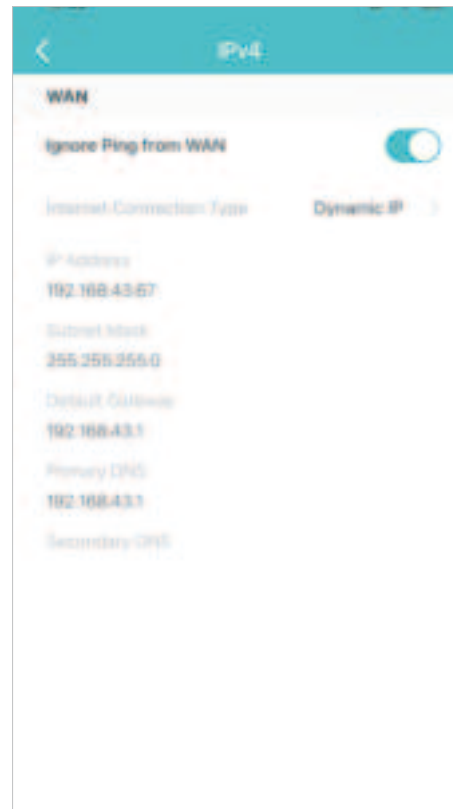 IPv4
WAN
Ignore Ping from WAN
Internet Connection Type Dynamic IP
IP Address
192.168.43.67
Subnet Mask
255.255.255.0
Default Gateway
192.168.43.1
Primary DNS
192.168.43.1
Secondary DNS